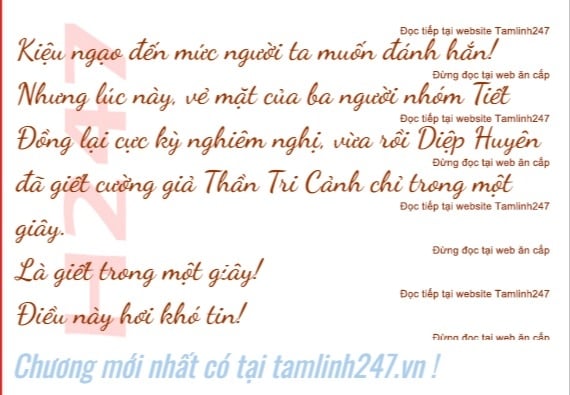 Đọc tiếp tại website Tamlinh247
Kiệu ngạo đến mức người ta muốn đánh hắn!
Đừng đọc tại web ăn cắp
Nhưng lúc này, vẻ mặt của ba người nhóm Tiết
Đọc tiếp tại website Tamlinh247
Đồng lại cực kỳ nghiêm nghị, vừa rồi Diệp Huyên
Đừng đọc tại web ăn cắp
đã giết cường giả Thần Tri Cảnh chỉ trong một
Đọc tiếp tại website Tamlinh247
giây.
Đừng đọc tại web ăn cắp
Là giết trong một giây!
Đọc tiếp tại website Tamlinh247
Điều này hơi khó tin!
Đừng đọc tại web ăn cắp
H247
Chương mới nhất có tại tamlinh247.vn !